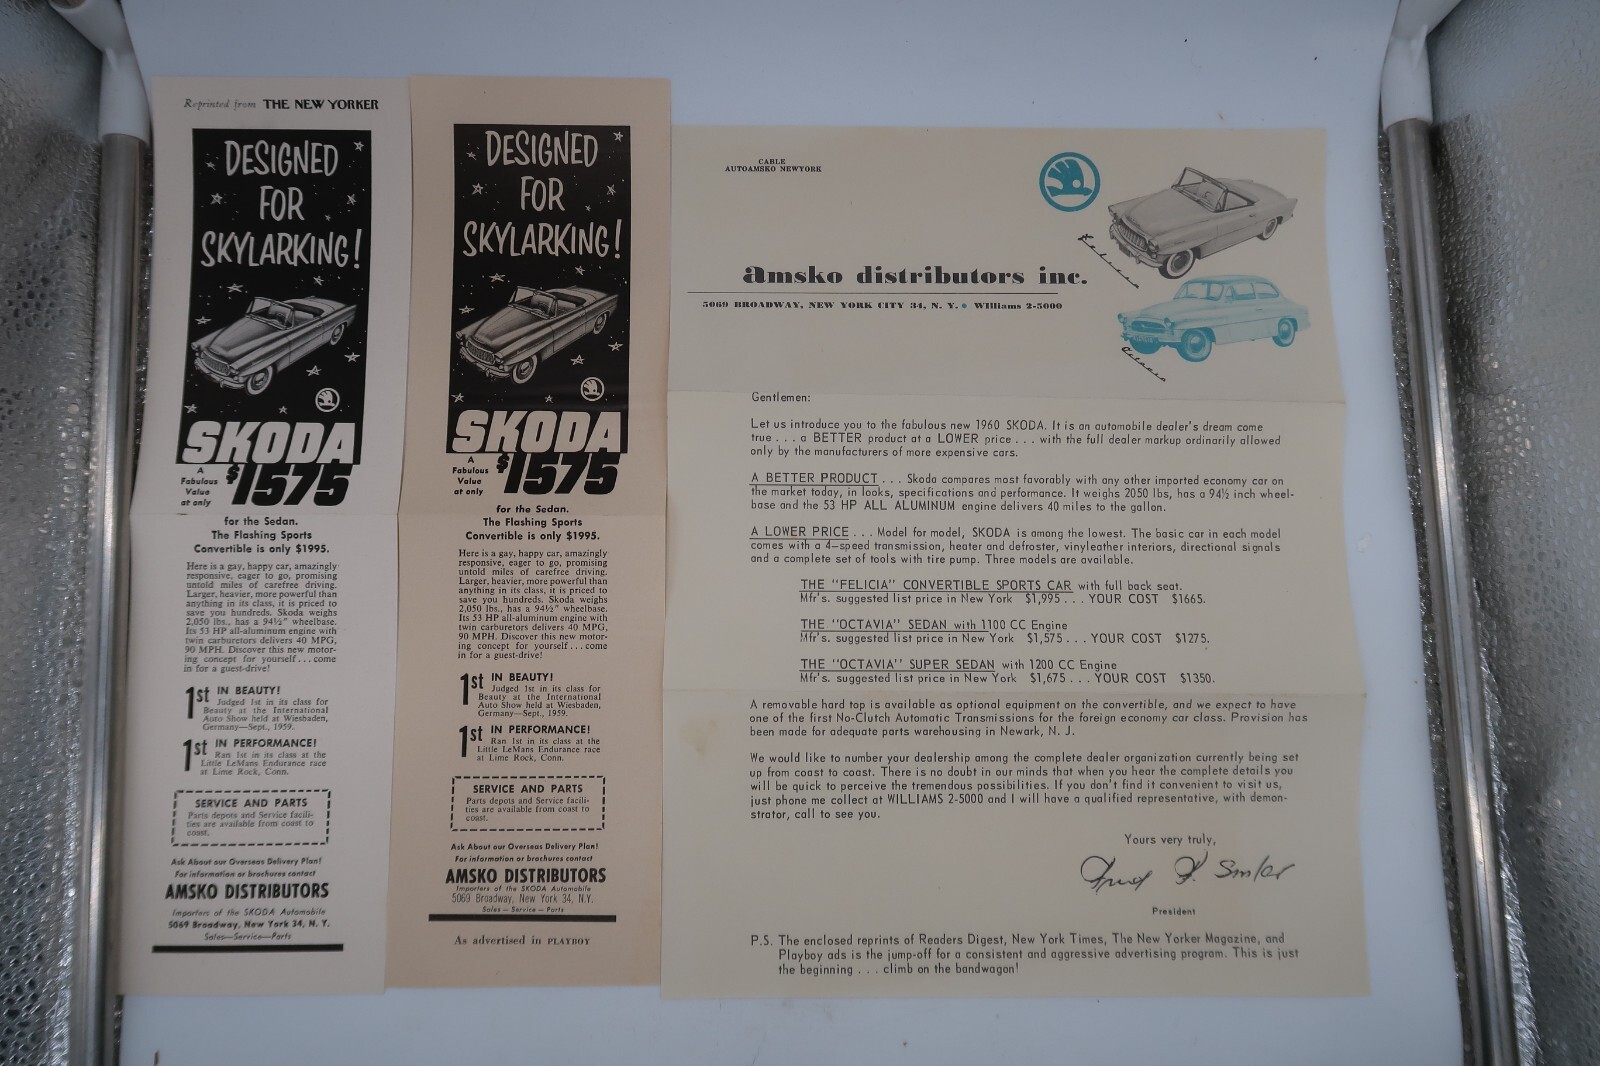 Reprinted from THE NEW YORKER
DESIGNED
FOR
SKYLARKING!
SKODA
A
Fabulous
Value
at only
$1575
for the Sedan.
The Flashing Sports
Convertible is only $1995.
Here is a gay, happy car, amazingly
responsive, eager to go, promising
untold miles of carefree driving.
Larger, heavier, more powerful than
anything in its class, it is priced to
save you hundreds. Skoda weighs
2,050 lbs., has a 94½" wheelbase.
Its 53 HP all-aluminum engine with
twin carburetors delivers 40 MPG,
90 MPH. Discover this new motor-
ing concept for yourself...come
in for a guest-drive!
1st IN BEAUTY!
Judged 1st in its class for
Beauty at the International
Auto Show held at Wiesbaden,
Germany—Sept., 1959.
1st IN PERFORMANCE!
Ran 1st in its class at the
Little LeMans Endurance race
at Lime Rock, Conn.
SERVICE AND PARTS
Parts depots and Service facili-
ties are available from coast to
coast.
Ask About our Overseas Delivery Plan!
For information or brochures contact
AMSKO DISTRIBUTORS
Importers of the SKODA Automobile
5069 Broadway, New York 34, N. Y.
Sales—Service—Parts
DESIGNED
FOR
SKYLARKING!
SKODA
A
Fabulous
Value
at only
$1575
for the Sedan.
The Flashing Sports
Convertible is only $1995.
Here is a gay, happy car, amazingly
responsive, eager to go, promising
untold miles of carefree driving.
Larger, heavier, more powerful than
anything in its class, it is priced to
save you hundreds. Skoda weighs
2,050 lbs., has a 94½" wheelbase.
Its 53 HP all-aluminum engine with
twin carburetors delivers 40 MPG,
90 MPH. Discover this new motor-
ing concept for yourself...come
in for a guest-drive!
1st IN BEAUTY!
Judged 1st in its class for
Beauty at the International
Auto Show held at Wiesbaden,
Germany—Sept., 1959.
1st IN PERFORMANCE!
Ran 1st in its class at the
Little LeMans Endurance race
at Lime Rock, Conn.
SERVICE AND PARTS
Parts depots and Service facili-
ties are available from coast to
coast.
Ask About our Overseas Delivery Plan!
For information or brochures contact
AMSKO DISTRIBUTORS
Importers of the SKODA Automobile
5069 Broadway, New York 34, N.Y.
Sales — Service — Parts
As advertised in PLAYBOY
CABLE
AUTOAMSKO NEWYORK
Felicia
amsko distributors inc.
5069 BROADWAY, NEW YORK CITY 34, N. Y. • WIlliams 2-5000
Octavia
Gentlemen:
Let us introduce you to the fabulous new 1960 SKODA. It is an automobile dealer's dream come
true . . . a BETTER product at a LOWER price . . . with the full dealer markup ordinarily allowed
only by the manufacturers of more expensive cars.
A BETTER PRODUCT . . . Skoda compares most favorably with any other imported economy car on
the market today, in looks, specifications and performance. It weighs 2050 lbs, has a 94½ inch wheel-
base and the 53 HP ALL ALUMINUM engine delivers 40 miles to the gallon.
A LOWER PRICE . . . Model for model, SKODA is among the lowest. The basic car in each model
comes with a 4-speed transmission, heater and defroster, vinyleather interiors, directional signals
and a complete set of tools with tire pump. Three models are available.
THE "FELICIA" CONVERTIBLE SPORTS CAR with full back seat.
Mfr's. suggested list price in New York $1,995 . . . YOUR COST $1665.
THE "OCTAVIA" SEDAN with 1100 CC Engine
Mfr's. suggested list price in New York $1,575 . . . YOUR COST $1275.
THE "OCTAVIA" SUPER SEDAN with 1200 CC Engine
Mfr's. suggested list price in New York $1,675 . . . YOUR COST $1350.
A removable hard top is available as optional equipment on the convertible, and we expect to have
one of the first No-Clutch Automatic Transmissions for the foreign economy car class. Provision has
been made for adequate parts warehousing in Newark, N. J.
We would like to number your dealership among the complete dealer organization currently being set
up from coast to coast. There is no doubt in our minds that when you hear the complete details you
will be quick to perceive the tremendous possibilities. If you don't find it convenient to visit us,
just phone me collect at WILLIAMS 2-5000 and I will have a qualified representative, with demon-
strator, call to see you.
Yours very truly,
President
P.S. The enclosed reprints of Readers Digest, New York Times, The New Yorker Magazine, and
Playboy ads is the jump-off for a consistent and aggressive advertising program. This is just
the beginning . . . climb on the bandwagon!